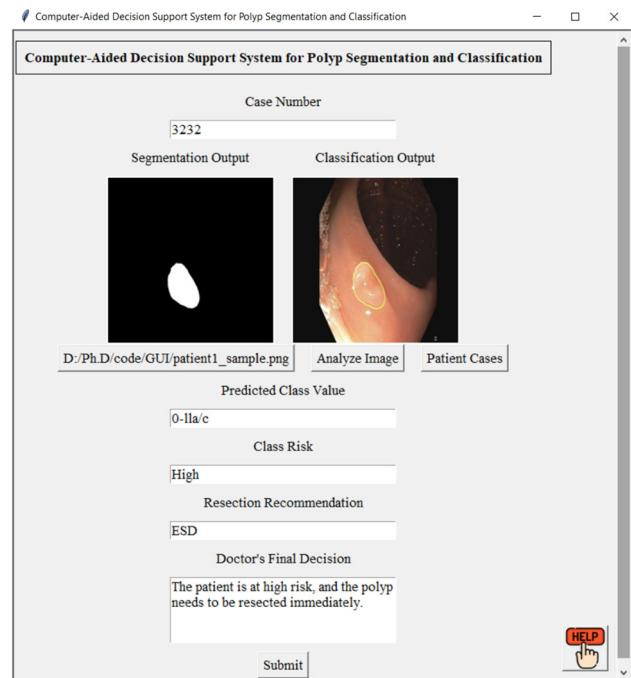 Computer-Aided Decision Support System for Polyp Segmentation and Classification
Computer-Aided Decision Support System for Polyp Segmentation and Classification
Case Number
3232
Segmentation Output
Classification Output
D:/Ph.D/code/GUI/patient1_sample.png
Analyze Image
Patient Cases
Predicted Class Value
0-lla/c
Class Risk
High
Resection Recommendation
ESD
Doctor's Final Decision
The patient is at high risk, and the polyp
needs to be resected immediately.
HELP
Submit